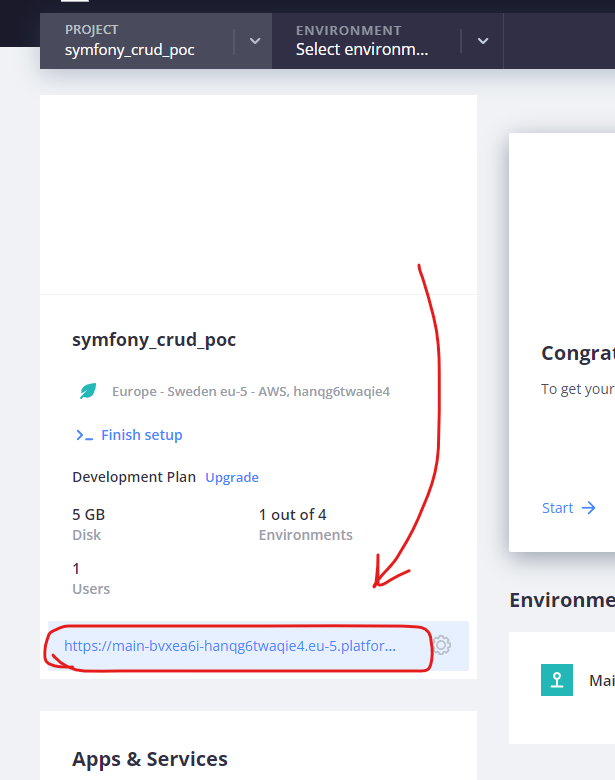 PROJECT
symfony_crud_poc
ENVIRONMENT
Select environm...
symfony_crud_poc
Europe - Sweden eu-5 - AWS, hanqg6twaqie4
Finish setup
Development Plan Upgrade
5 GB
Disk
1 out of 4
Environments
1
Users
https://main-bvxea6i-hanqg6twaqie4.eu-5.platfor...
Apps & Services
Congrat
To get your
Start
Environme
Mai